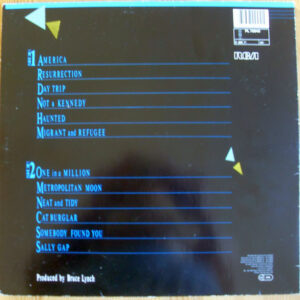 1 AMERICA
RESURRECTION
DAY TRIP
NOT A KENNEDY
HAUNTED
MIGRANT and REFUGEE
RCA
2 ONE in a MILLION
METROPOLITAN MOON
NEAT and TIDY
CAT BURGLAR
SOMEBODY FOUND YOU
SALLY GAP
Produced by Bruce Lynch